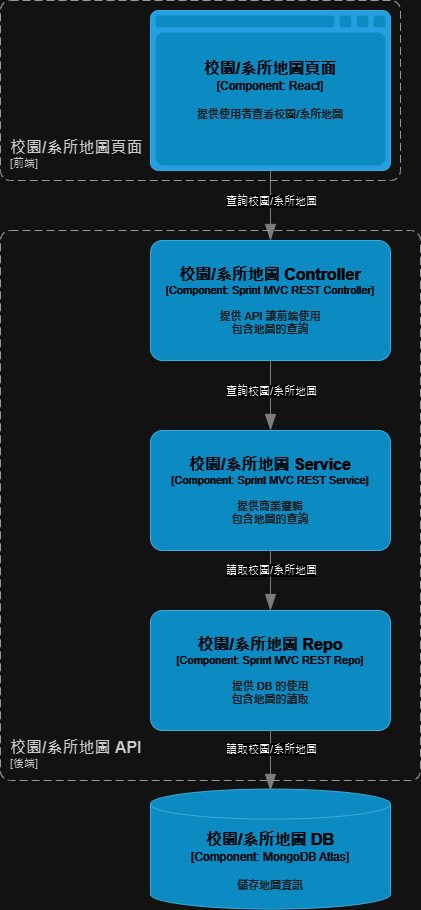 校園/系所地圖頁面
[Component: React]
提供使用者查看校園/系所地圖
校園/系所地圖頁面
[前端]
查詢校園/系所地圖
校園/系所地圖 Controller
[Component: Sprint MVC REST Controller]
提供 API 讓前端使用
包含地圖的查詢
查詢校園/系所地圖
校園/系所地圖 Service
[Component: Sprint MVC REST Service]
提供商業邏輯
包含地圖的查詢
讀取校園/系所地圖
校園/系所地圖 Repo
[Component: Sprint MVC REST Repo]
提供 DB 的使用
包含地圖的讀取
校園/系所地圖 API
[後端]
讀取校園/系所地圖
校園/系所地圖 DB
[Component: MongoDB Atlas]
儲存地圖資訊